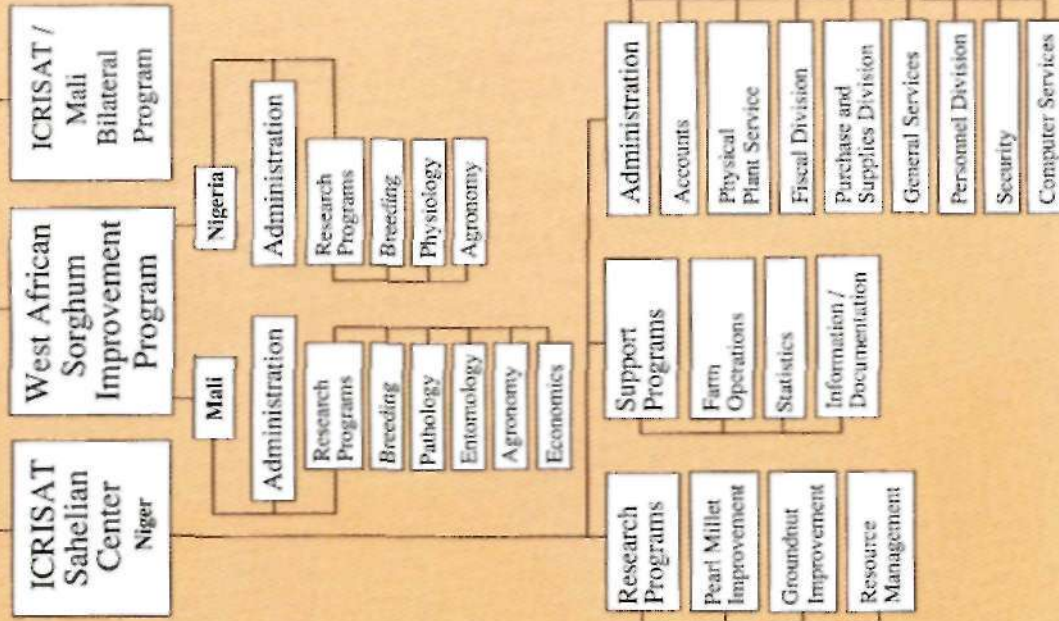 ICRISAT
Sahelian
Center
Niger
West African
Sorghum
Improvement
Program
ICRISAT /
Mali
Bilateral
Program
Mali
Administration
Research
Programs
Breeding
Pathology
Entomology
Agronomy
Economics
Nigeria
Administration
Research
Programs
Breeding
Physiology
Agronomy
Research
Programs
Pearl Millet
Improvement
Groundnut
Improvement
Resource
Management
Support
Programs
Farm
Operations
Statistics
Information /
Documentation
Administration
Accounts
Physical
Plant Service
Fiscal Division
Purchase and
Supplies Division
General Services
Personnel Division
Security
Computer Services